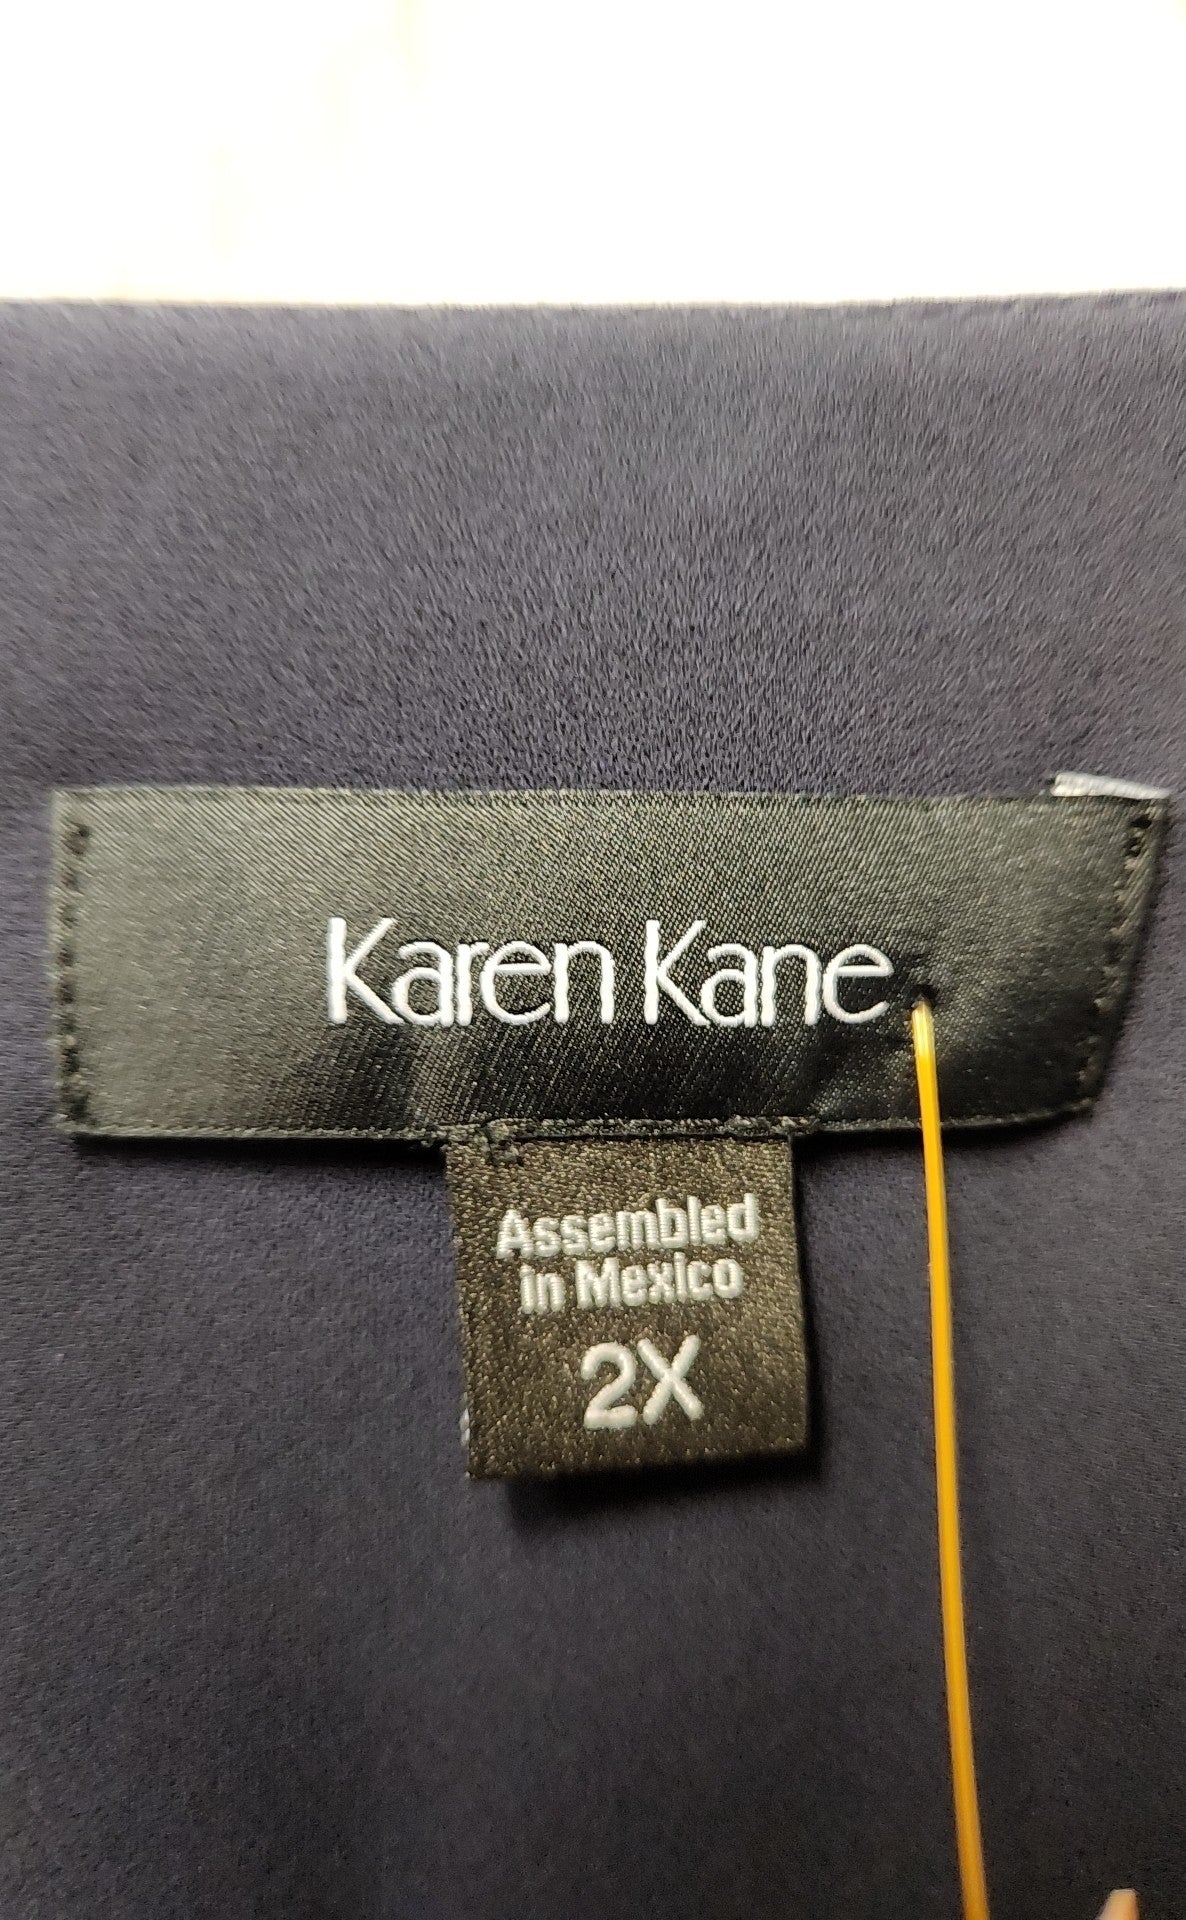 Karen Kane
Assembled
in Mexico
2X